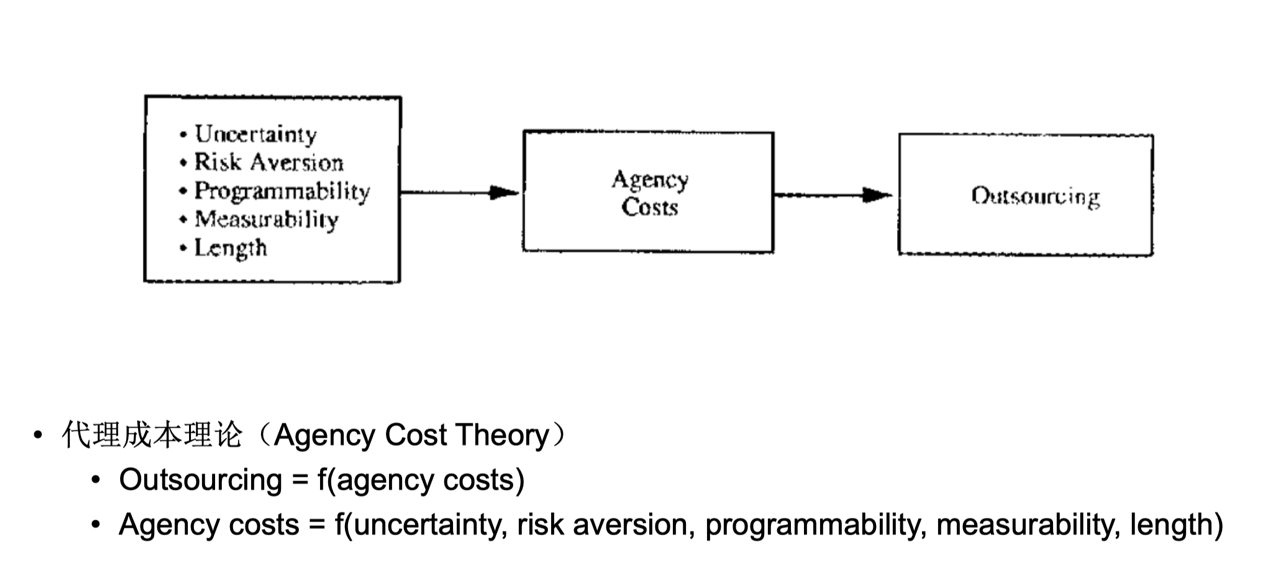 • Uncertainty
• Risk Aversion
• Programmability
• Measurability
• Length
Agency
Costs
Outsourcing
• 代理成本理论（Agency Cost Theory）
• Outsourcing = f(agency costs)
• Agency costs = f(uncertainty, risk aversion, programmability, measurability, length)